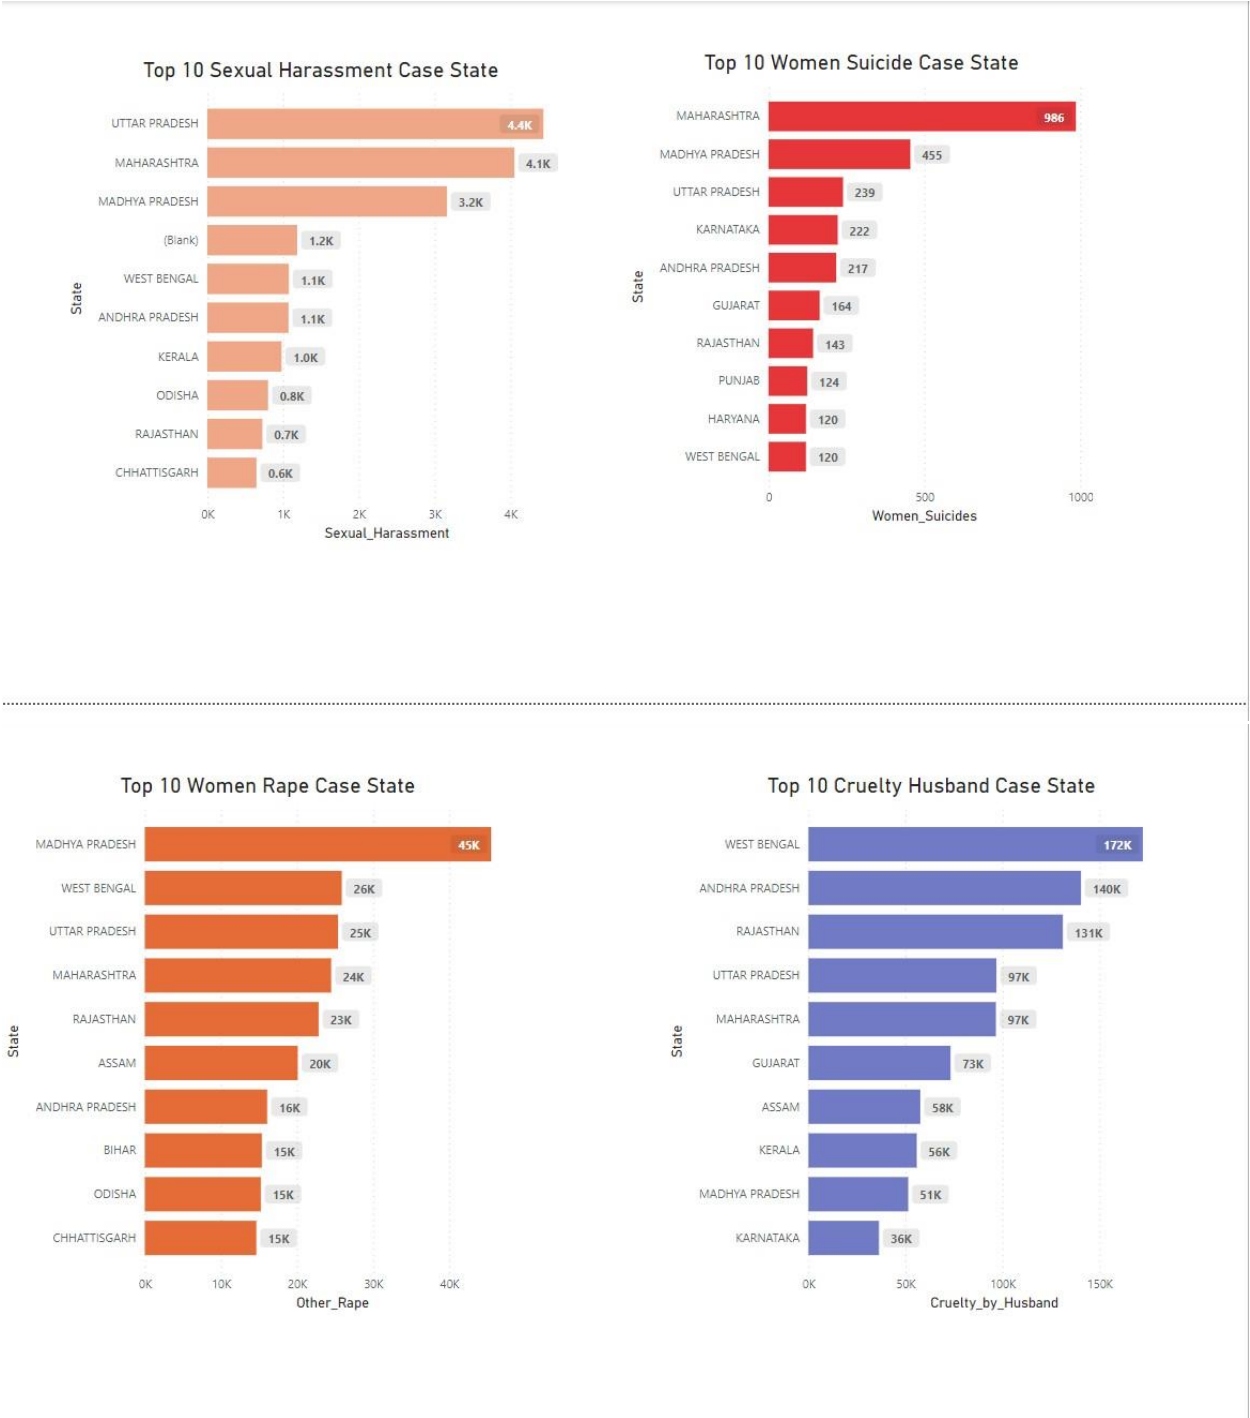 Top 10 Sexual Harassment Case State
State
UTTAR PRADESH 4.4K
MAHARASHTRA 4.1K
MADHYA PRADESH 3.2K
(Blank) 1.2K
WEST BENGAL 1.1K
ANDHRA PRADESH 1.1K
KERALA 1.0K
ODISHA 0.8K
RAJASTHAN 0.7K
CHHATTISGARH 0.6K
0K 1K 2K 3K 4K
Sexual_Harassment
Top 10 Women Suicide Case State
State
MAHARASHTRA 986
MADHYA PRADESH 455
UTTAR PRADESH 239
KARNATAKA 222
ANDHRA PRADESH 217
GUJARAT 164
RAJASTHAN 143
PUNJAB 124
HARYANA 120
WEST BENGAL 120
0 500 1000
Women_Suicides
Top 10 Women Rape Case State
State
MADHYA PRADESH 45K
WEST BENGAL 26K
UTTAR PRADESH 25K
MAHARASHTRA 24K
RAJASTHAN 23K
ASSAM 20K
ANDHRA PRADESH 16K
BIHAR 15K
ODISHA 15K
CHHATTISGARH 15K
0K 10K 20K 30K 40K
Other_Rape
Top 10 Cruelty Husband Case State
State
WEST BENGAL 172K
ANDHRA PRADESH 140K
RAJASTHAN 131K
UTTAR PRADESH 97K
MAHARASHTRA 97K
GUJARAT 73K
ASSAM 58K
KERALA 56K
MADHYA PRADESH 51K
KARNATAKA 36K
0K 50K 100K 150K
Cruelty_by_Husband